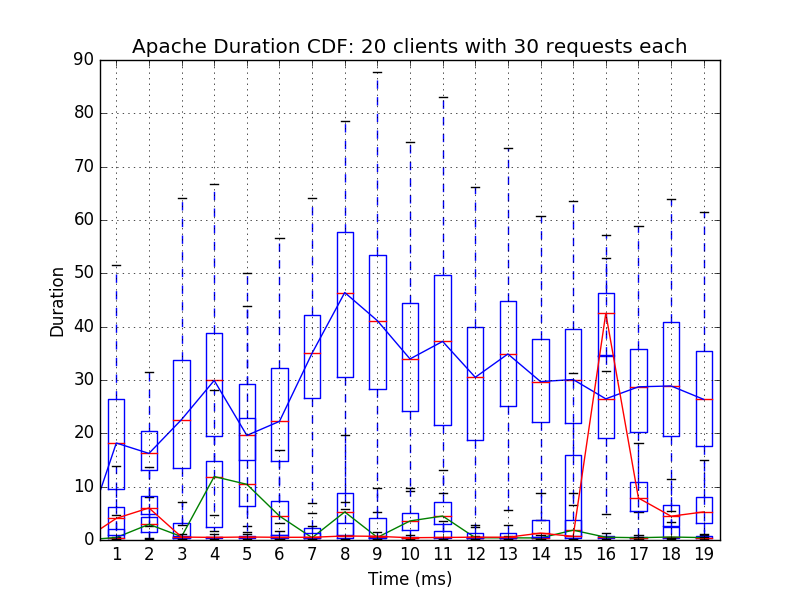 Apache Duration CDF: 20 clients with 30 requests each
90
80
70
60
50
40
30
20
10
0
Duration
1 2 3 4 5 6 7 8 9 10 11 12 13 14 15 16 17 18 19
Time (ms)